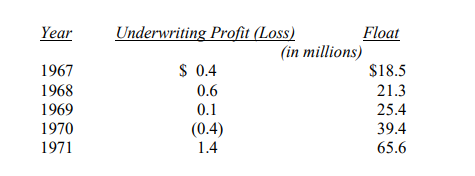 Year Underwriting Profit (Loss) Float
(in millions)
1967 $ 0.4 $18.5
1968 0.6 21.3
1969 0.1 25.4
1970 (0.4) 39.4
1971 1.4 65.6